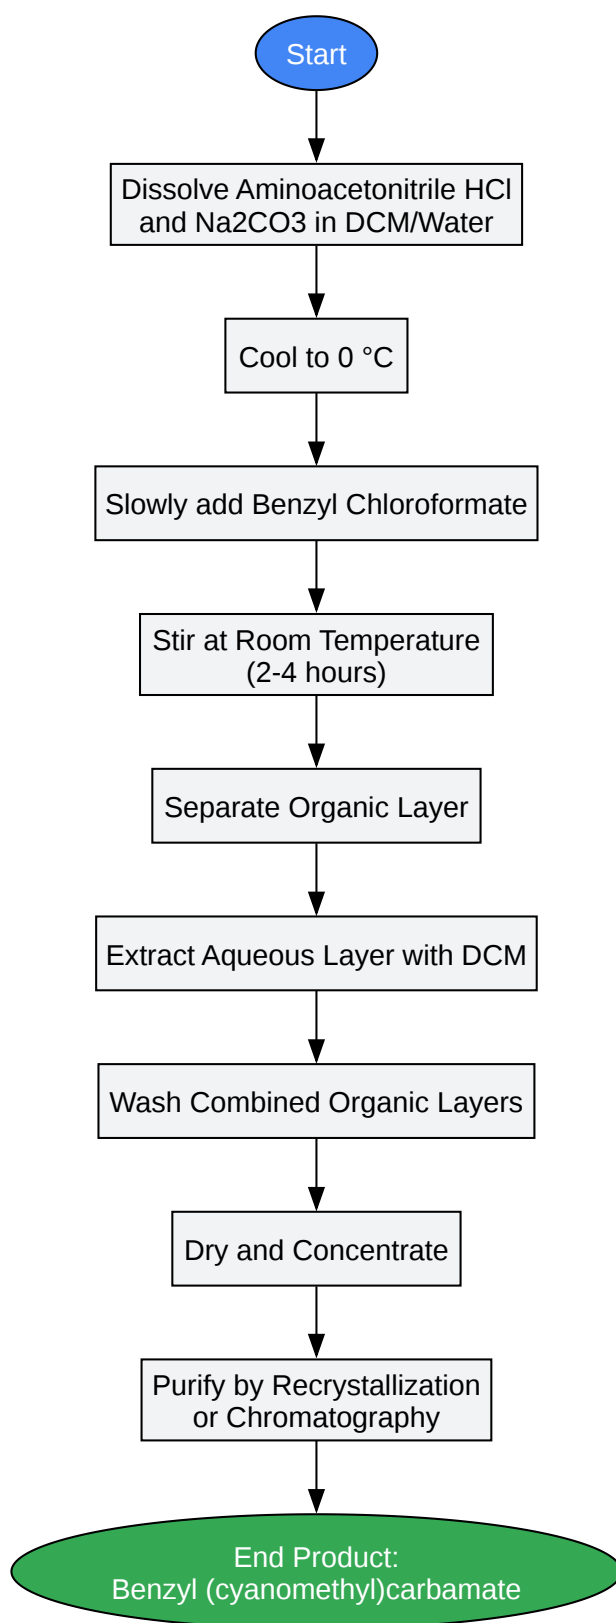 Start
Dissolve Aminoacetonitrile HCl
and Na2CO3 in DCM/Water
Cool to 0 °C
Slowly add Benzyl Chloroformate
Stir at Room Temperature
(2-4 hours)
Separate Organic Layer
Extract Aqueous Layer with DCM
Wash Combined Organic Layers
Dry and Concentrate
Purify by Recrystallization
or Chromatography
End Product:
Benzyl (cyanomethyl)carbamate